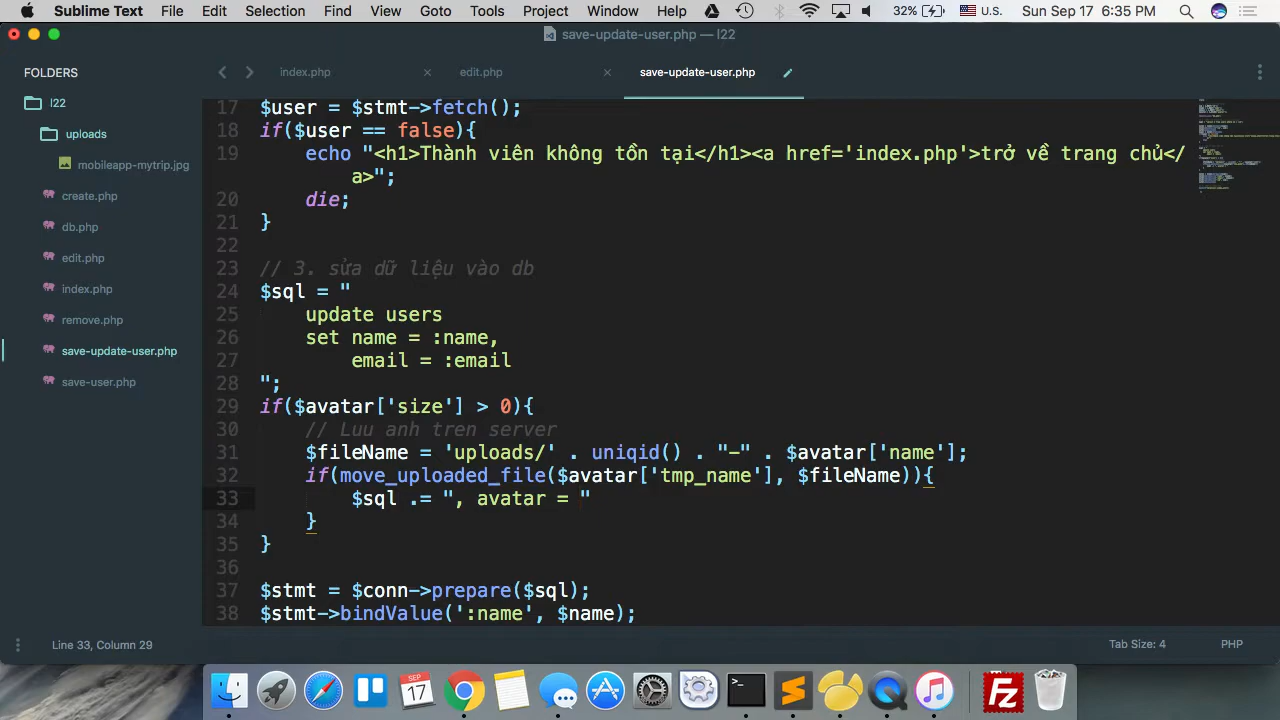 Sublime Text File Edit Selection Find View Goto Tools Project Window Help 32% U.S. Sun Sep 17 6:35 PM
save-update-user.php — l22
FOLDERS
l22
uploads
mobileapp-mytrip.jpg
create.php
db.php
edit.php
index.php
remove.php
save-update-user.php
save-user.php
index.php × edit.php × save-update-user.php
17 $user = $stmt->fetch();
18 if($user == false){
19 echo "<h1>Thành viên không tồn tại</h1><a href='index.php'>trở về trang chủ</
a>";
20 die;
21 }
22
23 // 3. sửa dữ liệu vào db
24 $sql = "
25 update users
26 set name = :name,
27 email = :email
28 ";
29 if($avatar['size'] > 0){
30 // Luu anh tren server
31 $fileName = 'uploads/' . uniqid() . "-" . $avatar['name'];
32 if(move_uploaded_file($avatar['tmp_name'], $fileName)){
33 $sql .= ", avatar = "
34 }
35 }
36
37 $stmt = $conn->prepare($sql);
38 $stmt->bindValue(':name', $name);
Line 33, Column 29 Tab Size: 4 PHP
SEP
17
>_
Fz